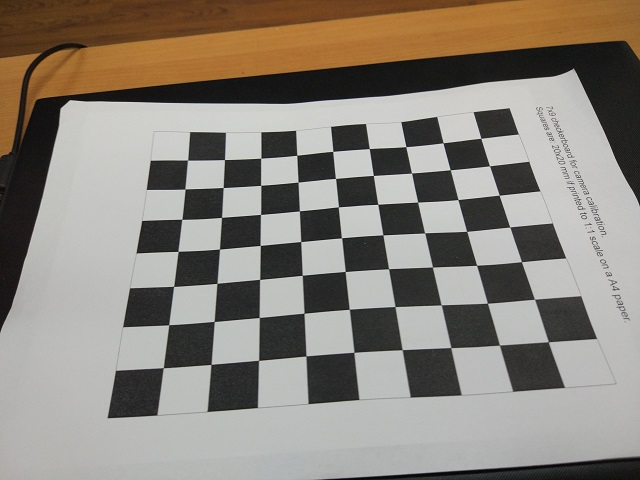 7x9 checkerboard for camera calibration.
Squares are 20x20 mm if printed to 1:1 scale on a A4 paper.